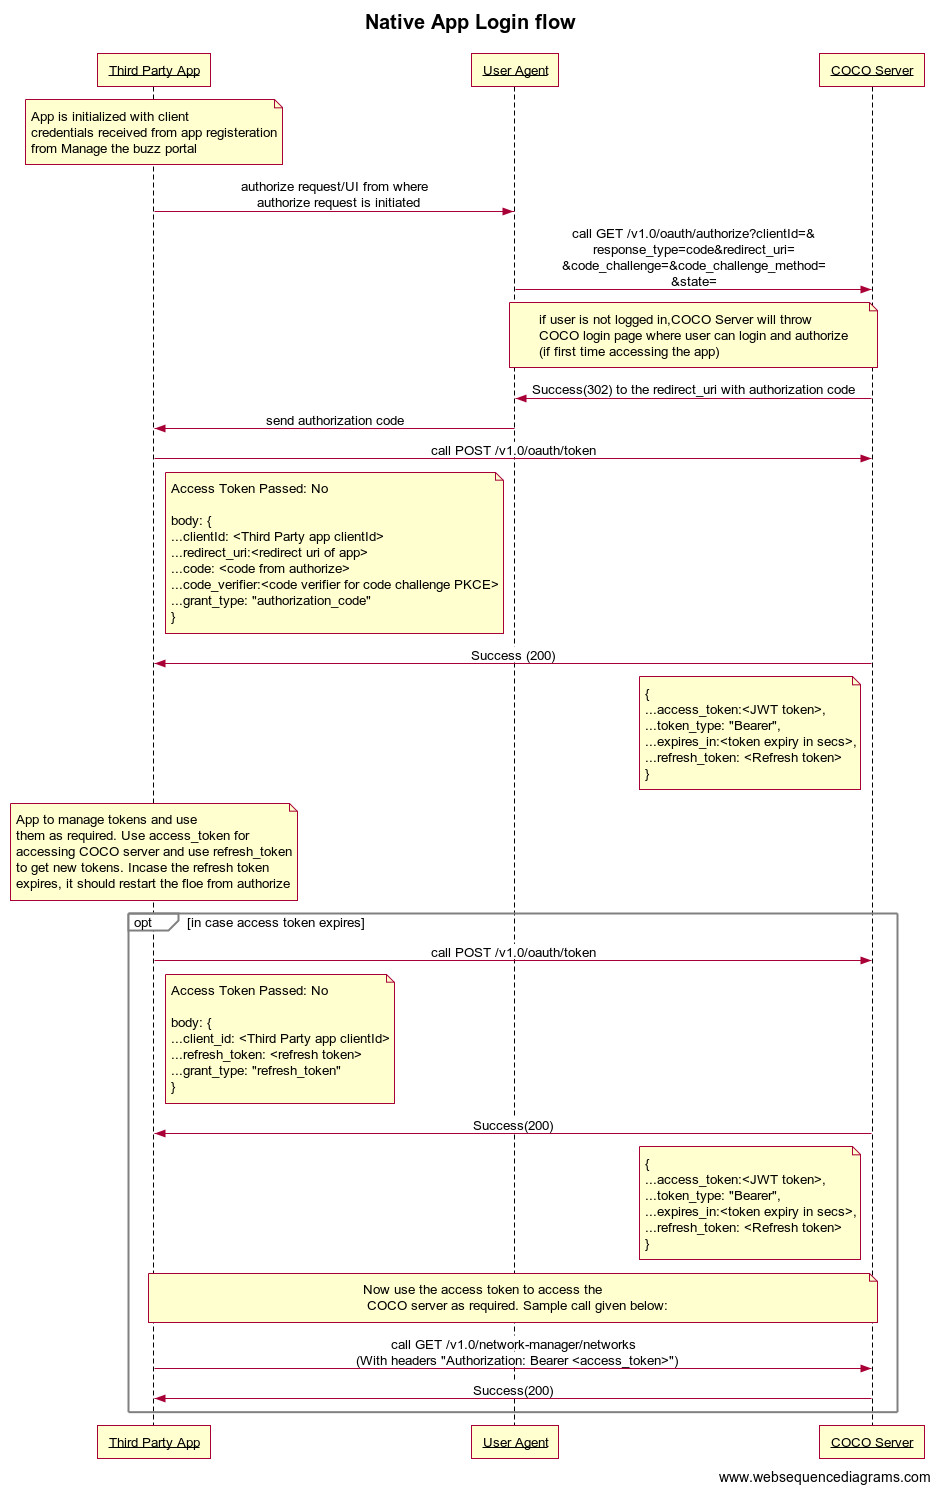 Native App Login flow
Third Party App
User Agent
COCO Server
App is initialized with client
credentials received from app registeration
from Manage the buzz portal
authorize request/UI from where
authorize request is initiated
call GET /v1.0/oauth/authorize?clientId=&
response_type=code&redirect_uri=
&code_challenge=&code_challenge_method=
&state=
if user is not logged in,COCO Server will throw
COCO login page where user can login and authorize
(if first time accessing the app)
Success(302) to the redirect_uri with authorization code
send authorization code
call POST /v1.0/oauth/token
Access Token Passed: No
body: {
...clientId: <Third Party app clientId>
...redirect_uri:<redirect uri of app>
...code: <code from authorize>
...code_verifier:<code verifier for code challenge PKCE>
...grant_type: "authorization_code"
}
Success (200)
{
...access_token:<JWT token>,
...token_type: "Bearer",
...expires_in:<token expiry in secs>,
...refresh_token: <Refresh token>
}
App to manage tokens and use
them as required. Use access_token for
accessing COCO server and use refresh_token
to get new tokens. Incase the refresh token
expires, it should restart the floe from authorize
opt
[in case access token expires]
call POST /v1.0/oauth/token
Access Token Passed: No
body: {
...client_id: <Third Party app clientId>
...refresh_token: <refresh token>
...grant_type: "refresh_token"
}
Success(200)
{
...access_token:<JWT token>,
...token_type: "Bearer",
...expires_in:<token expiry in secs>,
...refresh_token: <Refresh token>
}
Now use the access token to access the
COCO server as required. Sample call given below:
call GET /v1.0/network-manager/networks
(With headers "Authorization: Bearer <access_token>")
Success(200)
Third Party App
User Agent
COCO Server
www.websequencediagrams.com